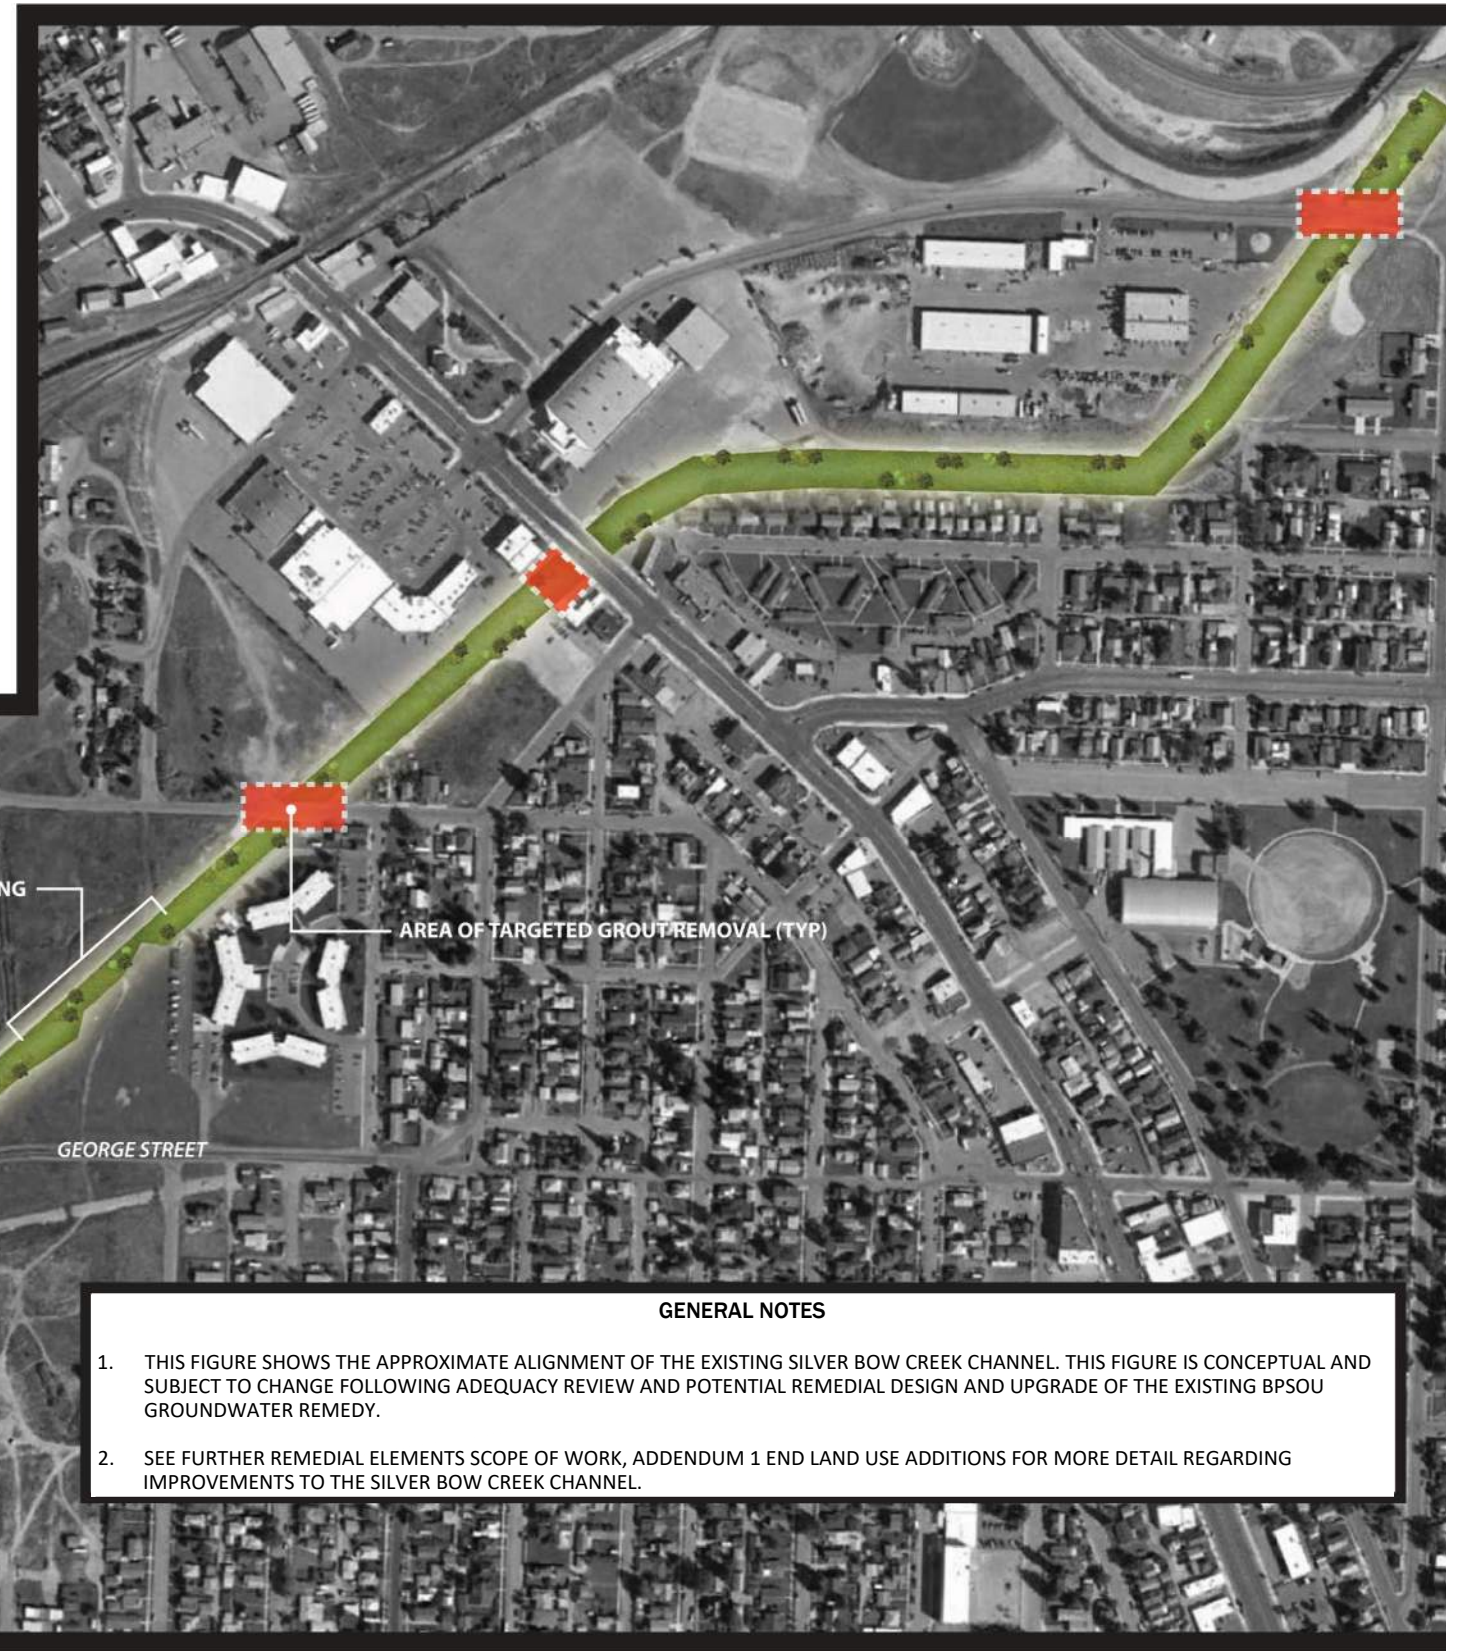 NG
AREA OF TARGETED GROUT REMOVAL (TYP)
GEORGE STREET
GENERAL NOTES
1. THIS FIGURE SHOWS THE APPROXIMATE ALIGNMENT OF THE EXISTING SILVER BOW CREEK CHANNEL. THIS FIGURE IS CONCEPTUAL AND
SUBJECT TO CHANGE FOLLOWING ADEQUACY REVIEW AND POTENTIAL REMEDIAL DESIGN AND UPGRADE OF THE EXISTING BPSOU
GROUNDWATER REMEDY.
2. SEE FURTHER REMEDIAL ELEMENTS SCOPE OF WORK, ADDENDUM 1 END LAND USE ADDITIONS FOR MORE DETAIL REGARDING
IMPROVEMENTS TO THE SILVER BOW CREEK CHANNEL.